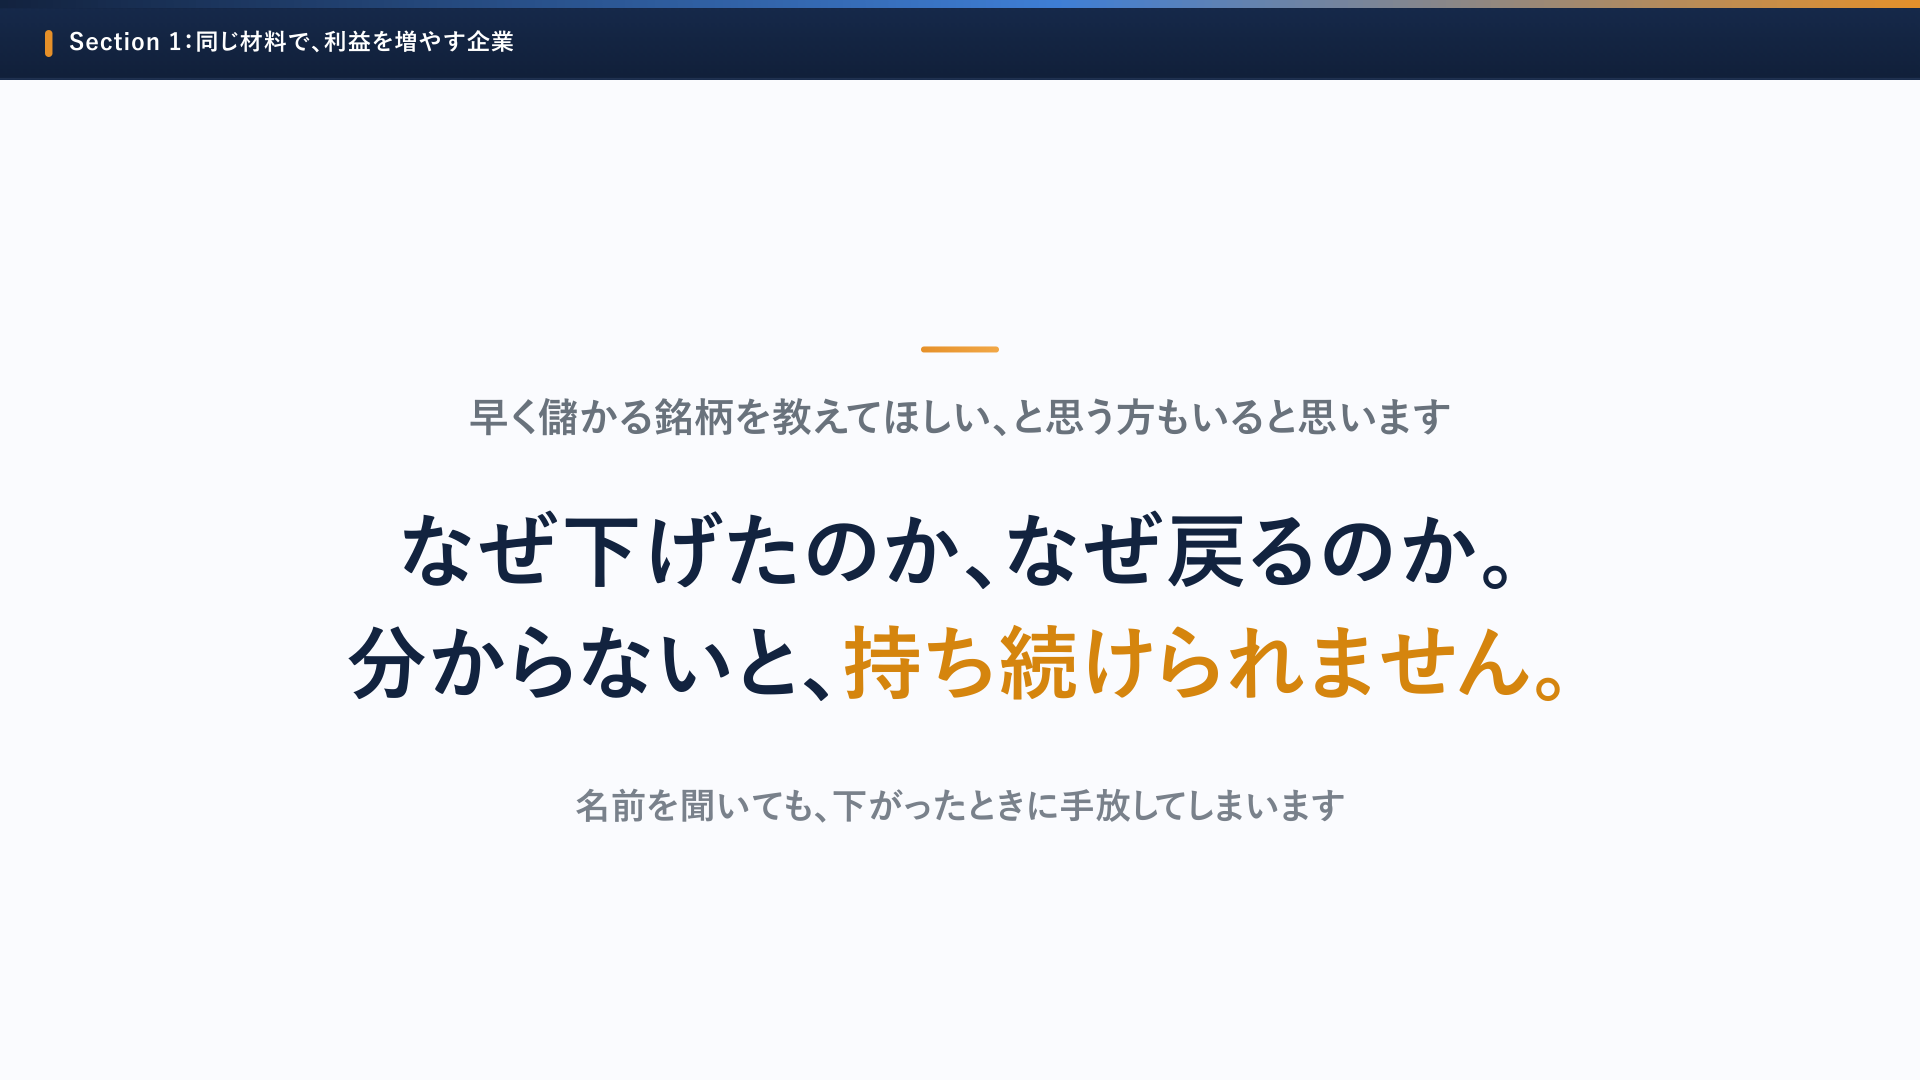 Section 1：同じ材料で、利益を増やす企業
早く儲かる銘柄を教えてほしい、と思う方もいると思います
なぜ下げたのか、なぜ戻るのか。
分からないと、持ち続けられません。
名前を聞いても、下がったときに手放してしまいます